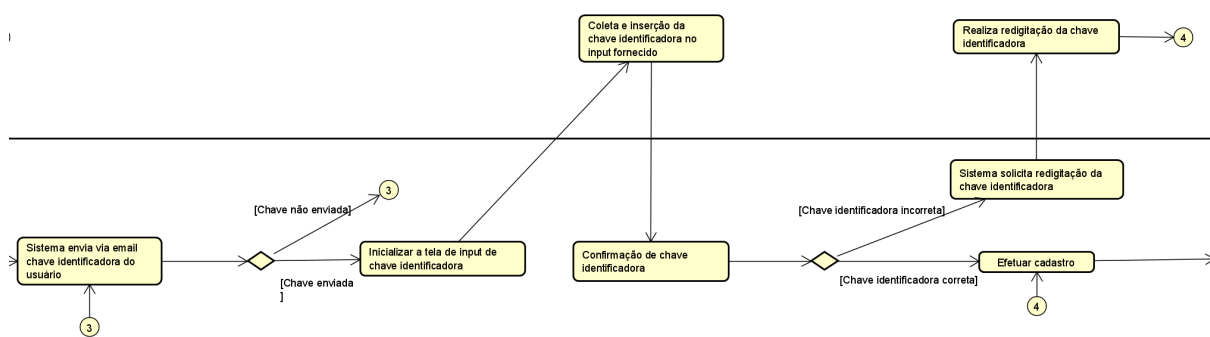 Coleta e inserção da
chave identificadora no
input fornecido
Realiza redigitação da chave
identificadora
4
Sistema solicita redigitação da
chave identificadora
3
[Chave não enviada]
[Chave identificadora incorreta]
Sistema envia via email
chave identificadora do
usuário
Inicializar a tela de input de
chave identificadora
Confirmação de chave
identificadora
Efetuar cadastro
[Chave enviada
]
[Chave identificadora correta]
3
4